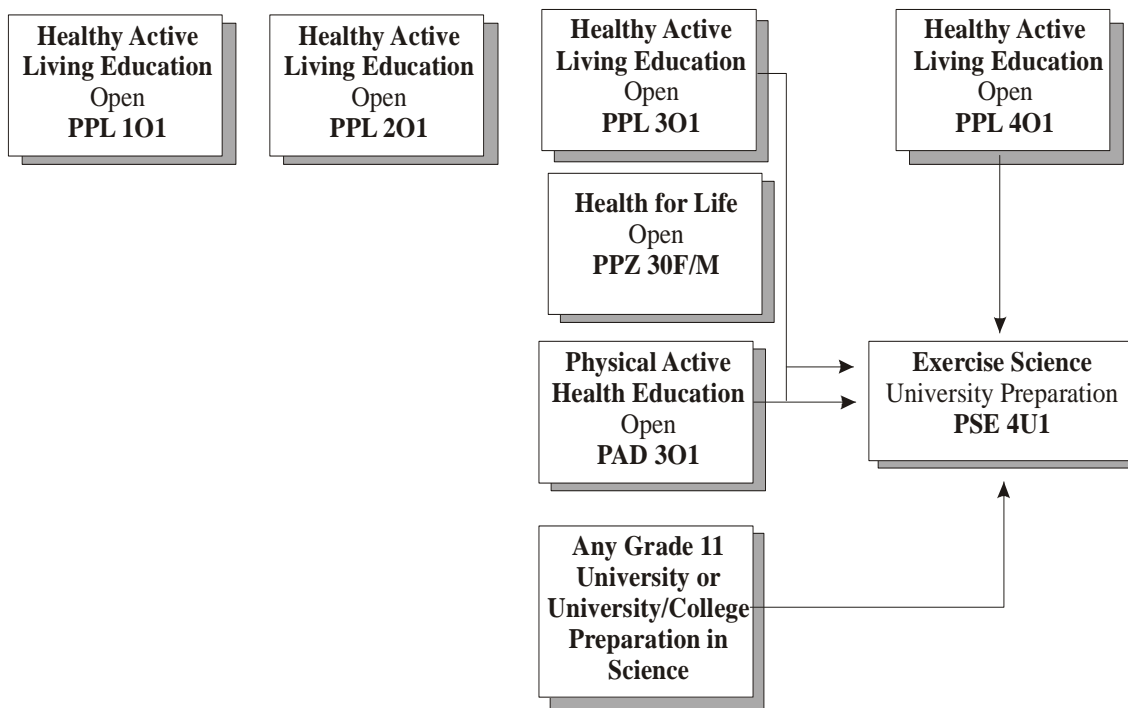 Healthy Active
Living Education
Open
PPL 1O1
Healthy Active
Living Education
Open
PPL 2O1
Healthy Active
Living Education
Open
PPL 3O1
Healthy Active
Living Education
Open
PPL 4O1
Health for Life
Open
PPZ 30F/M
Physical Active
Health Education
Open
PAD 3O1
Exercise Science
University Preparation
PSE 4U1
Any Grade 11
University or
University/College
Preparation in
Science